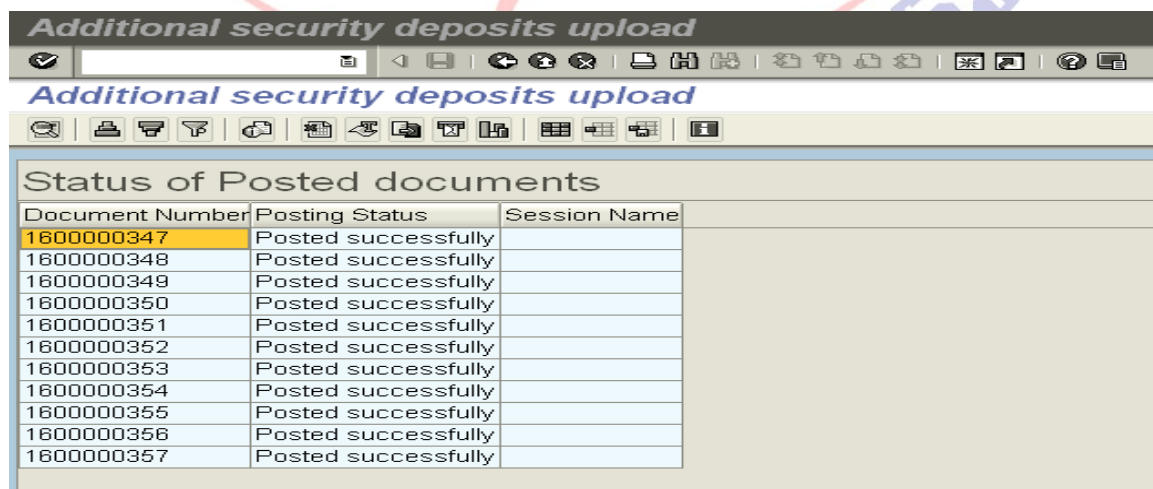 Additional security deposits upload
Additional security deposits upload
Status of Posted documents
Document Number Posting Status Session Name
1600000347 Posted successfully
1600000348 Posted successfully
1600000349 Posted successfully
1600000350 Posted successfully
1600000351 Posted successfully
1600000352 Posted successfully
1600000353 Posted successfully
1600000354 Posted successfully
1600000355 Posted successfully
1600000356 Posted successfully
1600000357 Posted successfully